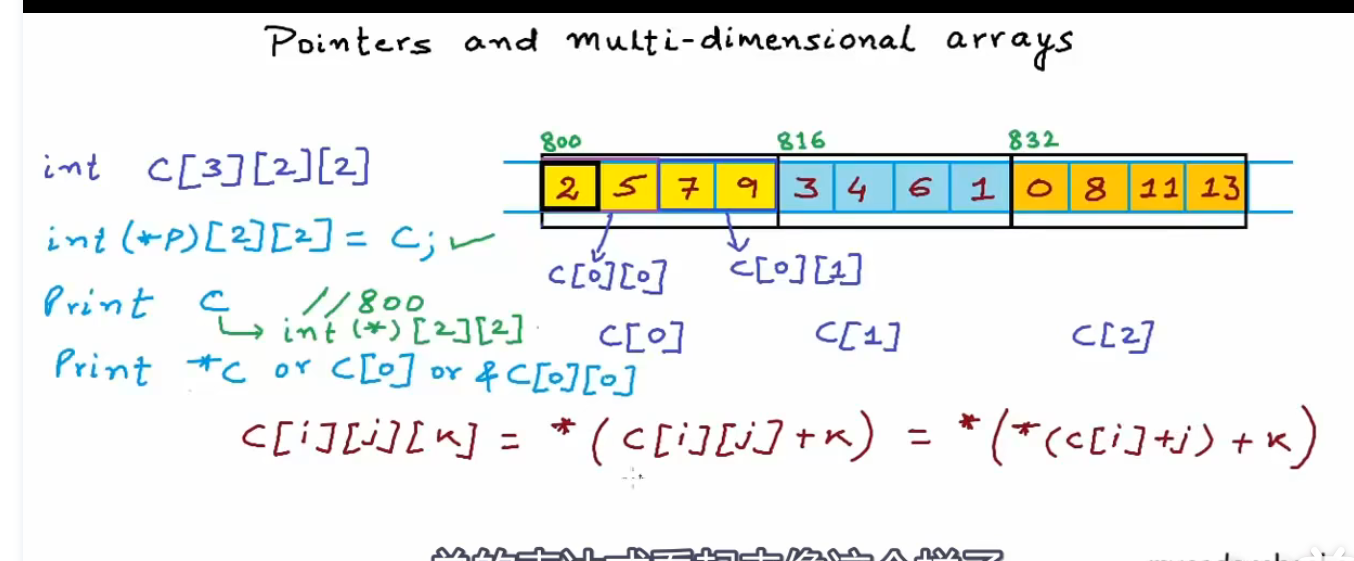 Pointers and multi-dimensional arrays
800 816 832
int C[3][2][2]
2 5 7 9 3 4 6 1 0 8 11 13
int (*P)[2][2] = C; ✓
C[0][0] C[0][1]
Print C //800
↳ int (*) [2][2]
C[0] C[1] C[2]
Print *C or C[0] or &C[0][0]
C[i][j][k] = *(C[i][j]+k) = *(*(C[i]+j)+k)